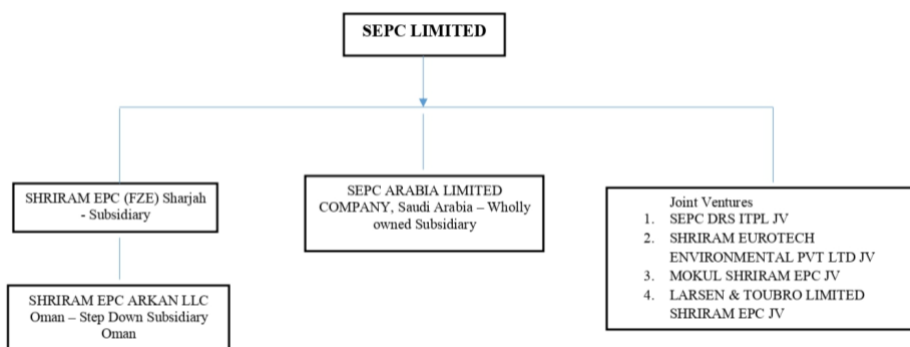 SEPC LIMITED
SHRIRAM EPC (FZE) Sharjah
- Subsidiary
SHRIRAM EPC ARKAN LLC
Oman – Step Down Subsidiary
Oman
SEPC ARABIA LIMITED
COMPANY, Saudi Arabia – Wholly
owned Subsidiary
Joint Ventures
1. SEPC DRS ITPL JV
2. SHRIRAM EUROTECH
ENVIRONMENTAL PVT LTD JV
3. MOKUL SHRIRAM EPC JV
4. LARSEN & TOUBRO LIMITED
SHRIRAM EPC JV